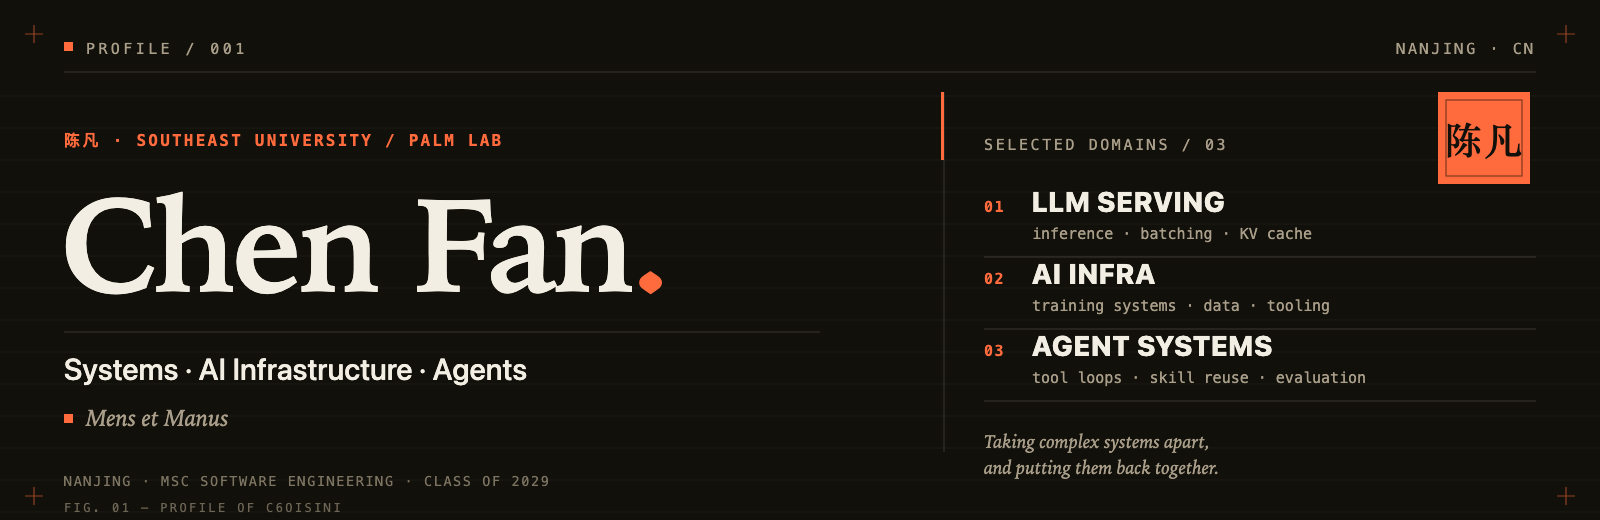 PROFILE / 001
NANJING · CN
陈凡 · SOUTHEAST UNIVERSITY / PALM LAB
Chen Fan.
Systems · AI Infrastructure · Agents
Mens et Manus
NANJING · MSC SOFTWARE ENGINEERING · CLASS OF 2029
FIG. 01 — PROFILE OF C6OISINI
SELECTED DOMAINS / 03
陈凡
01 LLM SERVING
inference · batching · KV cache
02 AI INFRA
training systems · data · tooling
03 AGENT SYSTEMS
tool loops · skill reuse · evaluation
Taking complex systems apart,
and putting them back together.